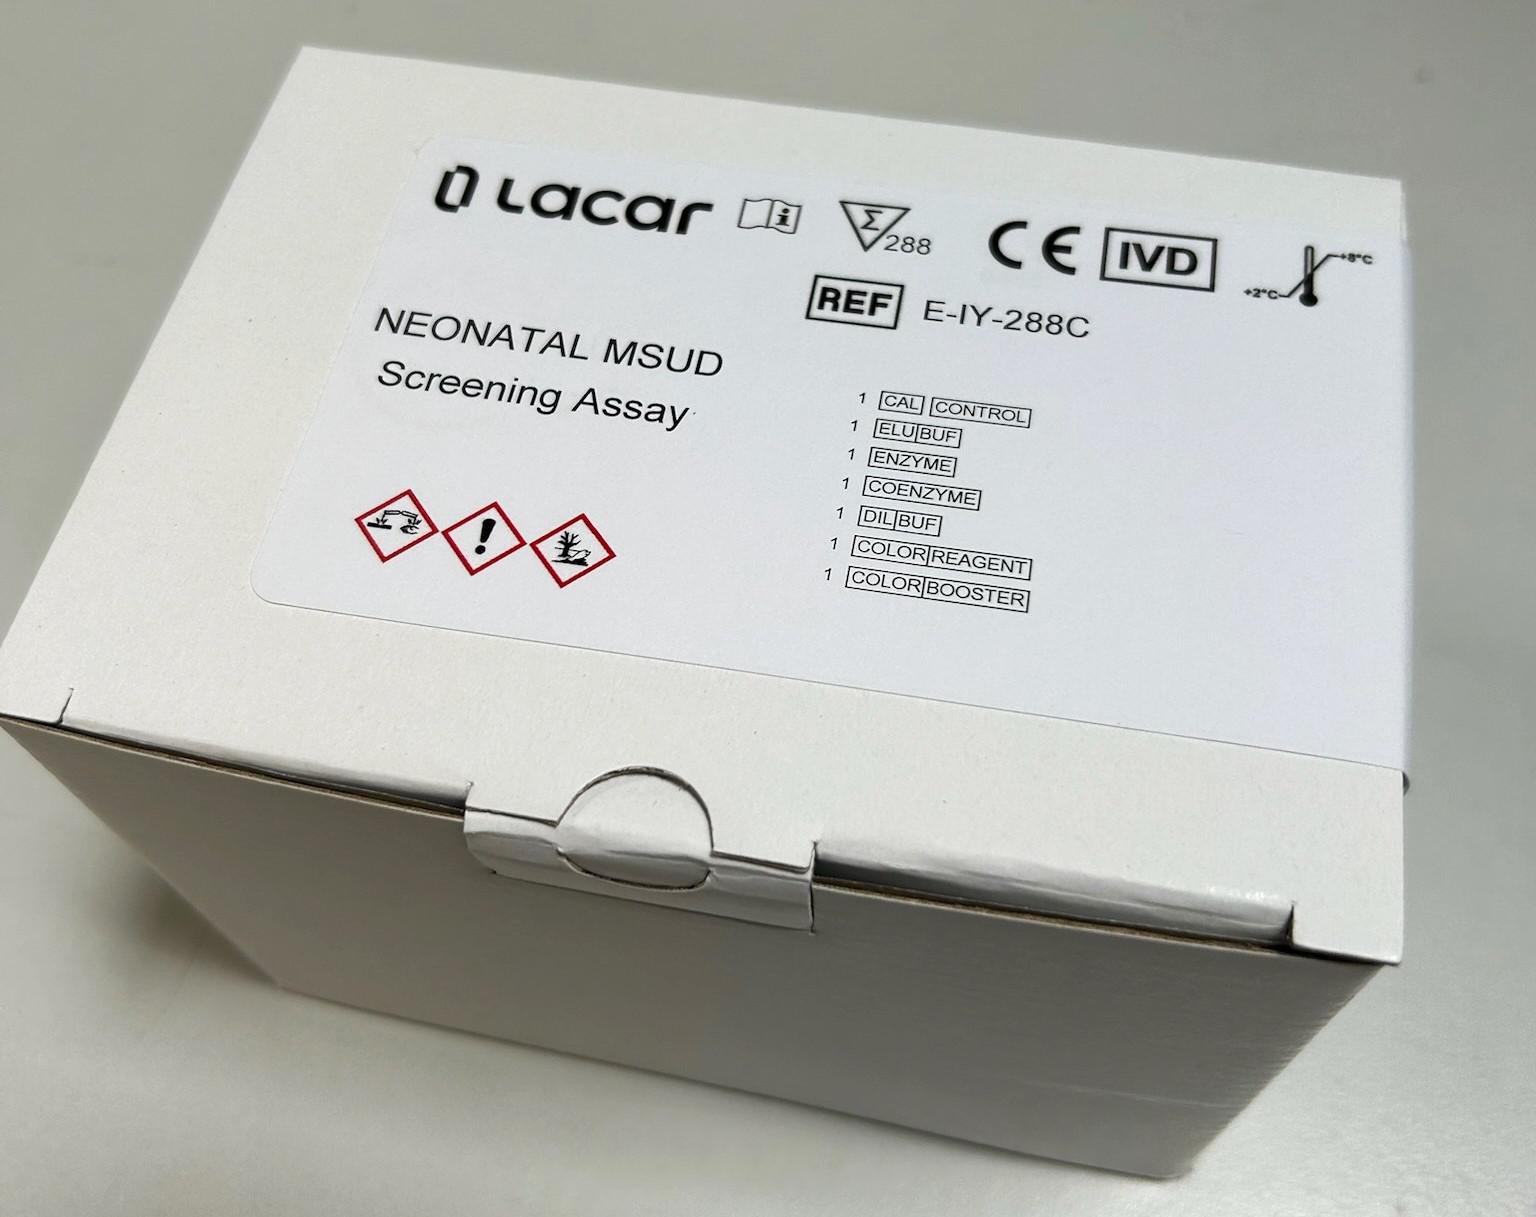 Lacar
288
CE IVD
+8°C
+2°C
REF E-IY-288C
NEONATAL MSUD
Screening Assay
1 CAL CONTROL
1 ELU BUF
1 ENZYME
1 COENZYME
1 DIL BUF
1 COLOR REAGENT
1 COLOR BOOSTER